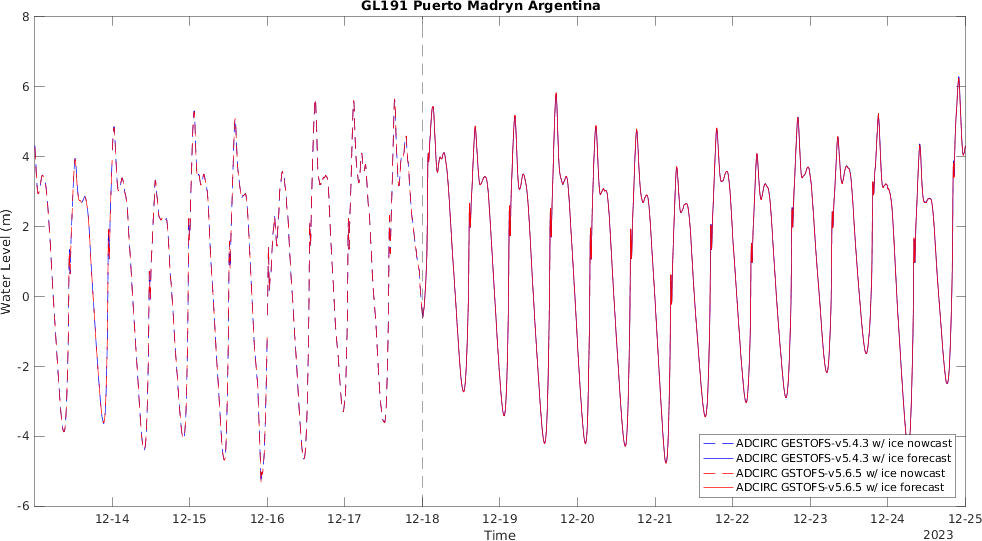 GL191 Puerto Madryn Argentina
8
6
4
2
0
-2
-4
-6
Water Level (m)
ADCIRC GESTOFS-v5.4.3 w/ ice nowcast
ADCIRC GESTOFS-v5.4.3 w/ ice forecast
ADCIRC GSTOFS-v5.6.5 w/ ice nowcast
ADCIRC GSTOFS-v5.6.5 w/ ice forecast
12-14 12-15 12-16 12-17 12-18 12-19 12-20 12-21 12-22 12-23 12-24 12-25
Time
2023